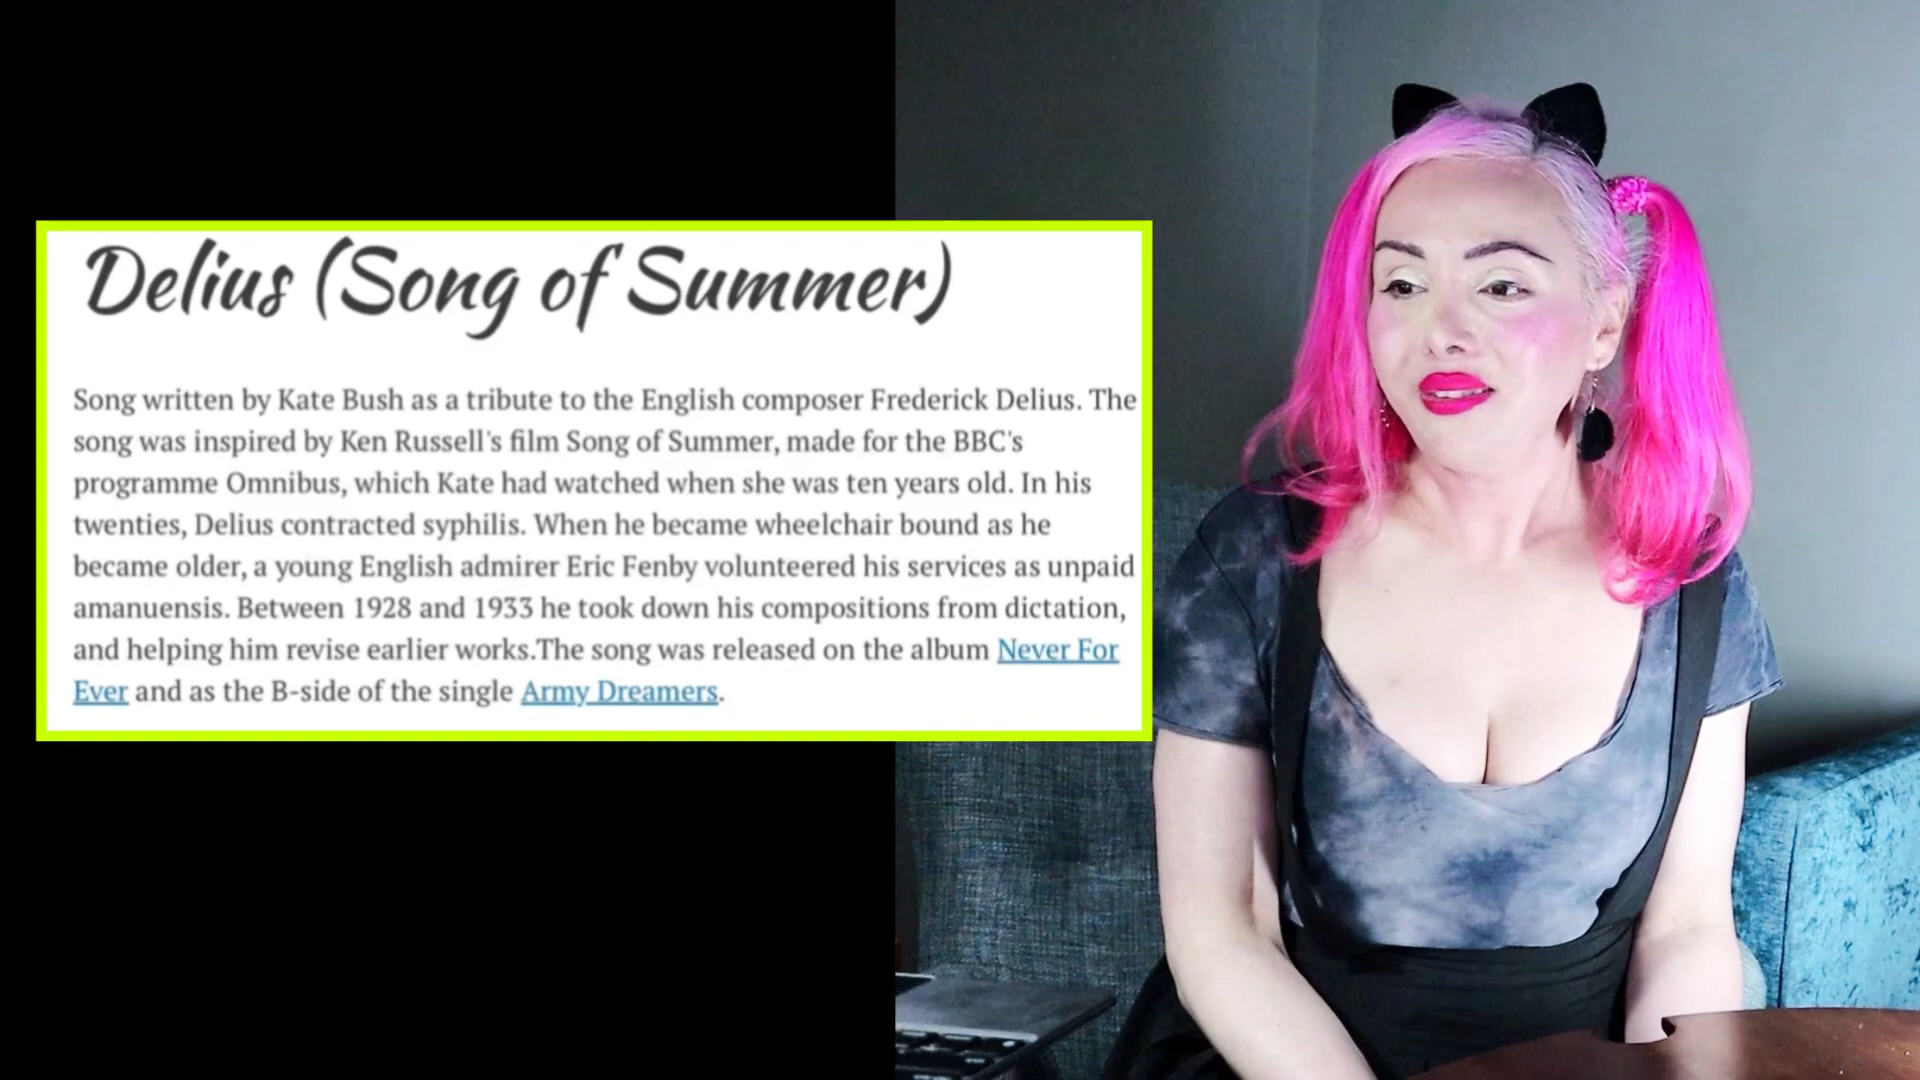 Delius (Song of Summer)
Song written by Kate Bush as a tribute to the English composer Frederick Delius. The
song was inspired by Ken Russell's film Song of Summer, made for the BBC's
programme Omnibus, which Kate had watched when she was ten years old. In his
twenties, Delius contracted syphilis. When he became wheelchair bound as he
became older, a young English admirer Eric Fenby volunteered his services as unpaid
amanuensis. Between 1928 and 1933 he took down his compositions from dictation,
and helping him revise earlier works.The song was released on the album Never For
Ever and as the B-side of the single Army Dreamers.